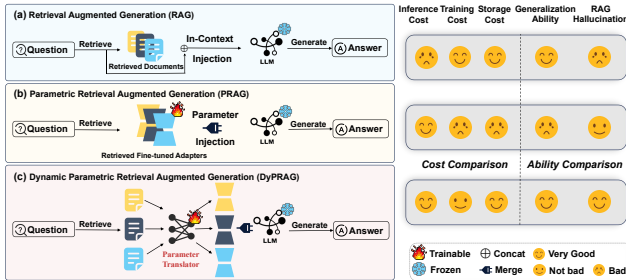 (a) Retrieval Augmented Generation (RAG)
? Question
Retrieve
Retrieved Documents
In-Context
Injection
LLM
Generate
A Answer
(b) Parametric Retrieval Augmented Generation (PRAG)
? Question
Retrieve
Retrieved Fine-tuned Adapters
Parameter
Injection
LLM
Generate
A Answer
(c) Dynamic Parametric Retrieval Augmented Generation (DyPRAG)
? Question
Retrieve
Parameter
Translator
LLM
Generate
A Answer
Inference Training Storage Generalization RAG
Cost Cost Cost Ability Hallucination
Cost Comparison Ability Comparison
Trainable Concat Very Good
Frozen Merge Not bad Bad